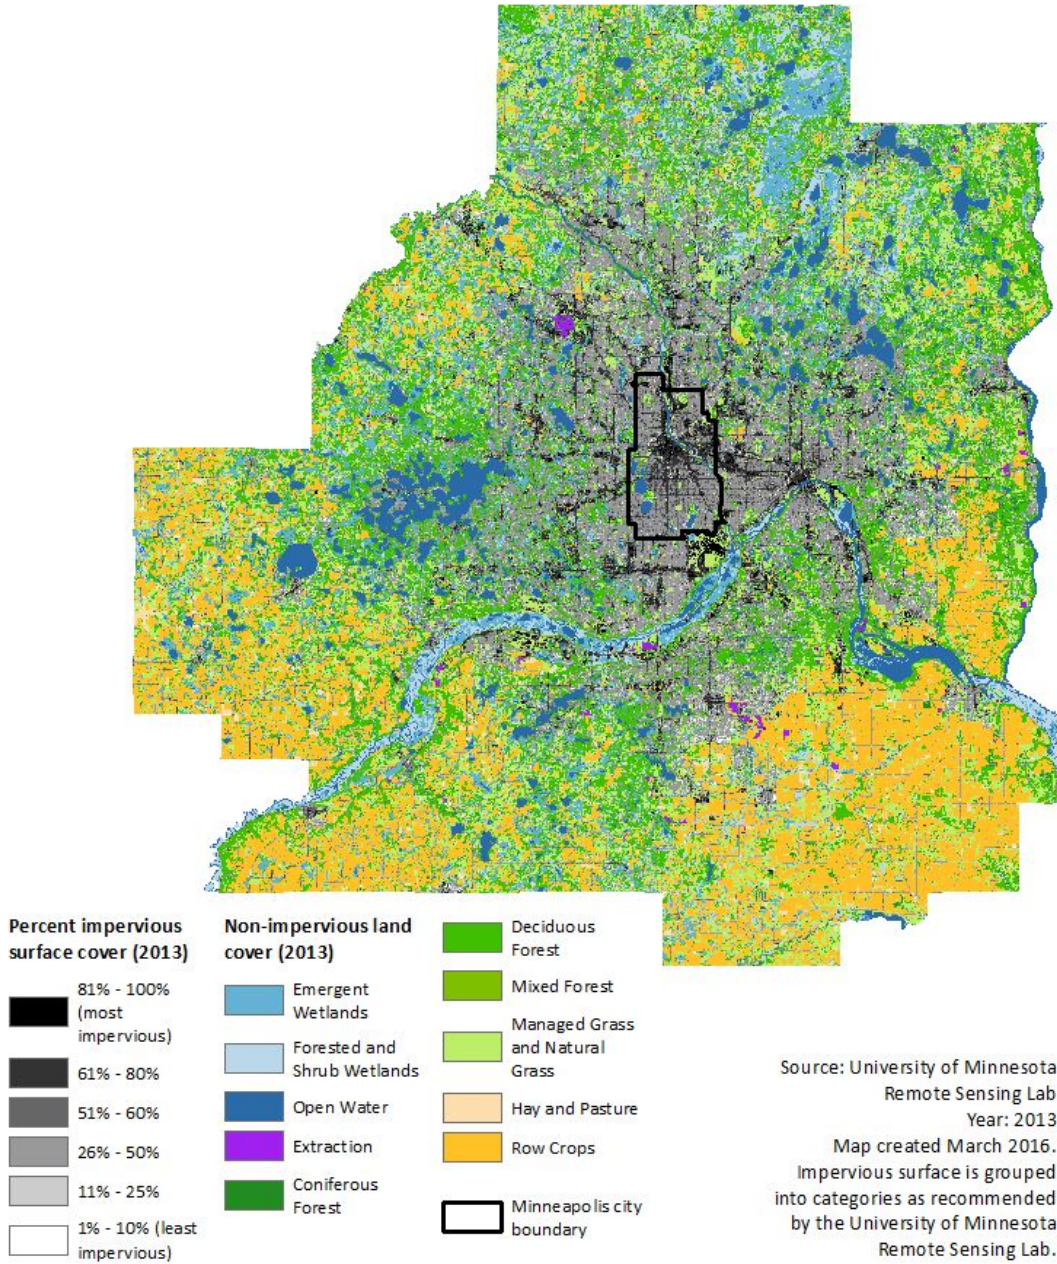 Percent impervious
surface cover (2013)
81% - 100%
(most
impervious)
61% - 80%
51% - 60%
26% - 50%
11% - 25%
1% - 10% (least
impervious)
Non-impervious land
cover (2013)
Emergent
Wetlands
Forested and
Shrub Wetlands
Open Water
Extraction
Coniferous
Forest
Deciduous
Forest
Mixed Forest
Managed Grass
and Natural
Grass
Hay and Pasture
Row Crops
Minneapolis city
boundary
Source: University of Minnesota
Remote Sensing Lab
Year: 2013
Map created March 2016.
Impervious surface is grouped
into categories as recommended
by the University of Minnesota
Remote Sensing Lab.